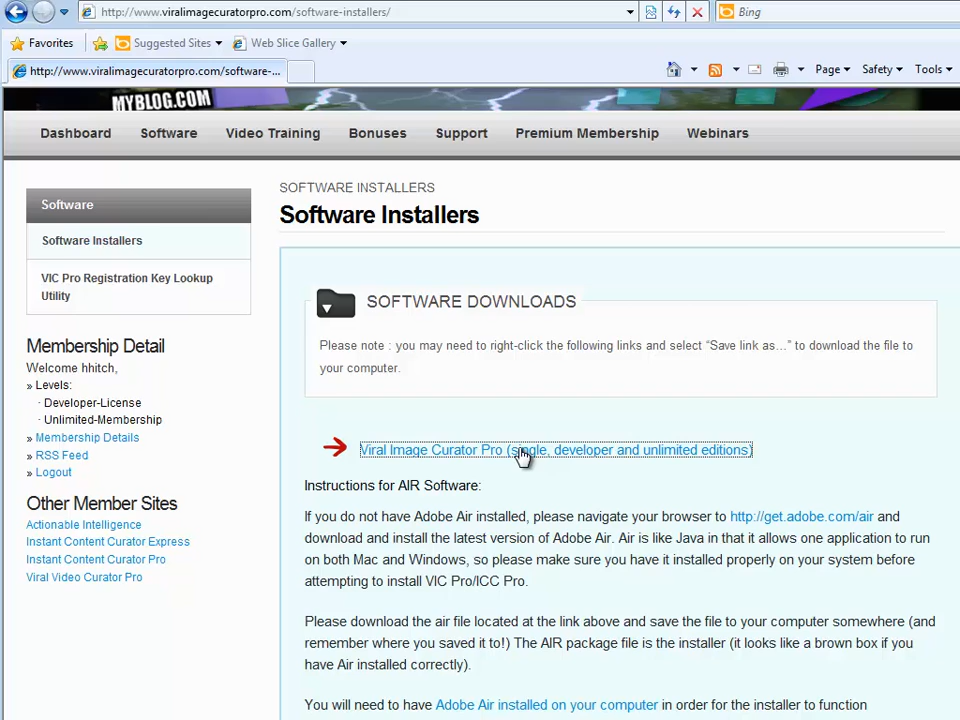 http://www.viralimagecuratorpro.com/software-installers/
Bing
Favorites
Suggested Sites
Web Slice Gallery
http://www.viralimagecuratorpro.com/software-...
Page
Safety
Tools
MYBLOG.COM
Dashboard
Software
Video Training
Bonuses
Support
Premium Membership
Webinars
Software
Software Installers
VIC Pro Registration Key Lookup
Utility
Membership Detail
Welcome hhitch,
» Levels:
· Developer-License
· Unlimited-Membership
» Membership Details
» RSS Feed
» Logout
Other Member Sites
Actionable Intelligence
Instant Content Curator Express
Instant Content Curator Pro
Viral Video Curator Pro
SOFTWARE INSTALLERS
Software Installers
SOFTWARE DOWNLOADS
Please note : you may need to right-click the following links and select “Save link as…” to download the file to
your computer.
Viral Image Curator Pro (single, developer and unlimited editions)
Instructions for AIR Software:
If you do not have Adobe Air installed, please navigate your browser to http://get.adobe.com/air and
download and install the latest version of Adobe Air. Air is like Java in that it allows one application to run
on both Mac and Windows, so please make sure you have it installed properly on your system before
attempting to install VIC Pro/ICC Pro.
Please download the air file located at the link above and save the file to your computer somewhere (and
remember where you saved it to!) The AIR package file is the installer (it looks like a brown box if you
have Air installed correctly).
You will need to have Adobe Air installed on your computer in order for the installer to function